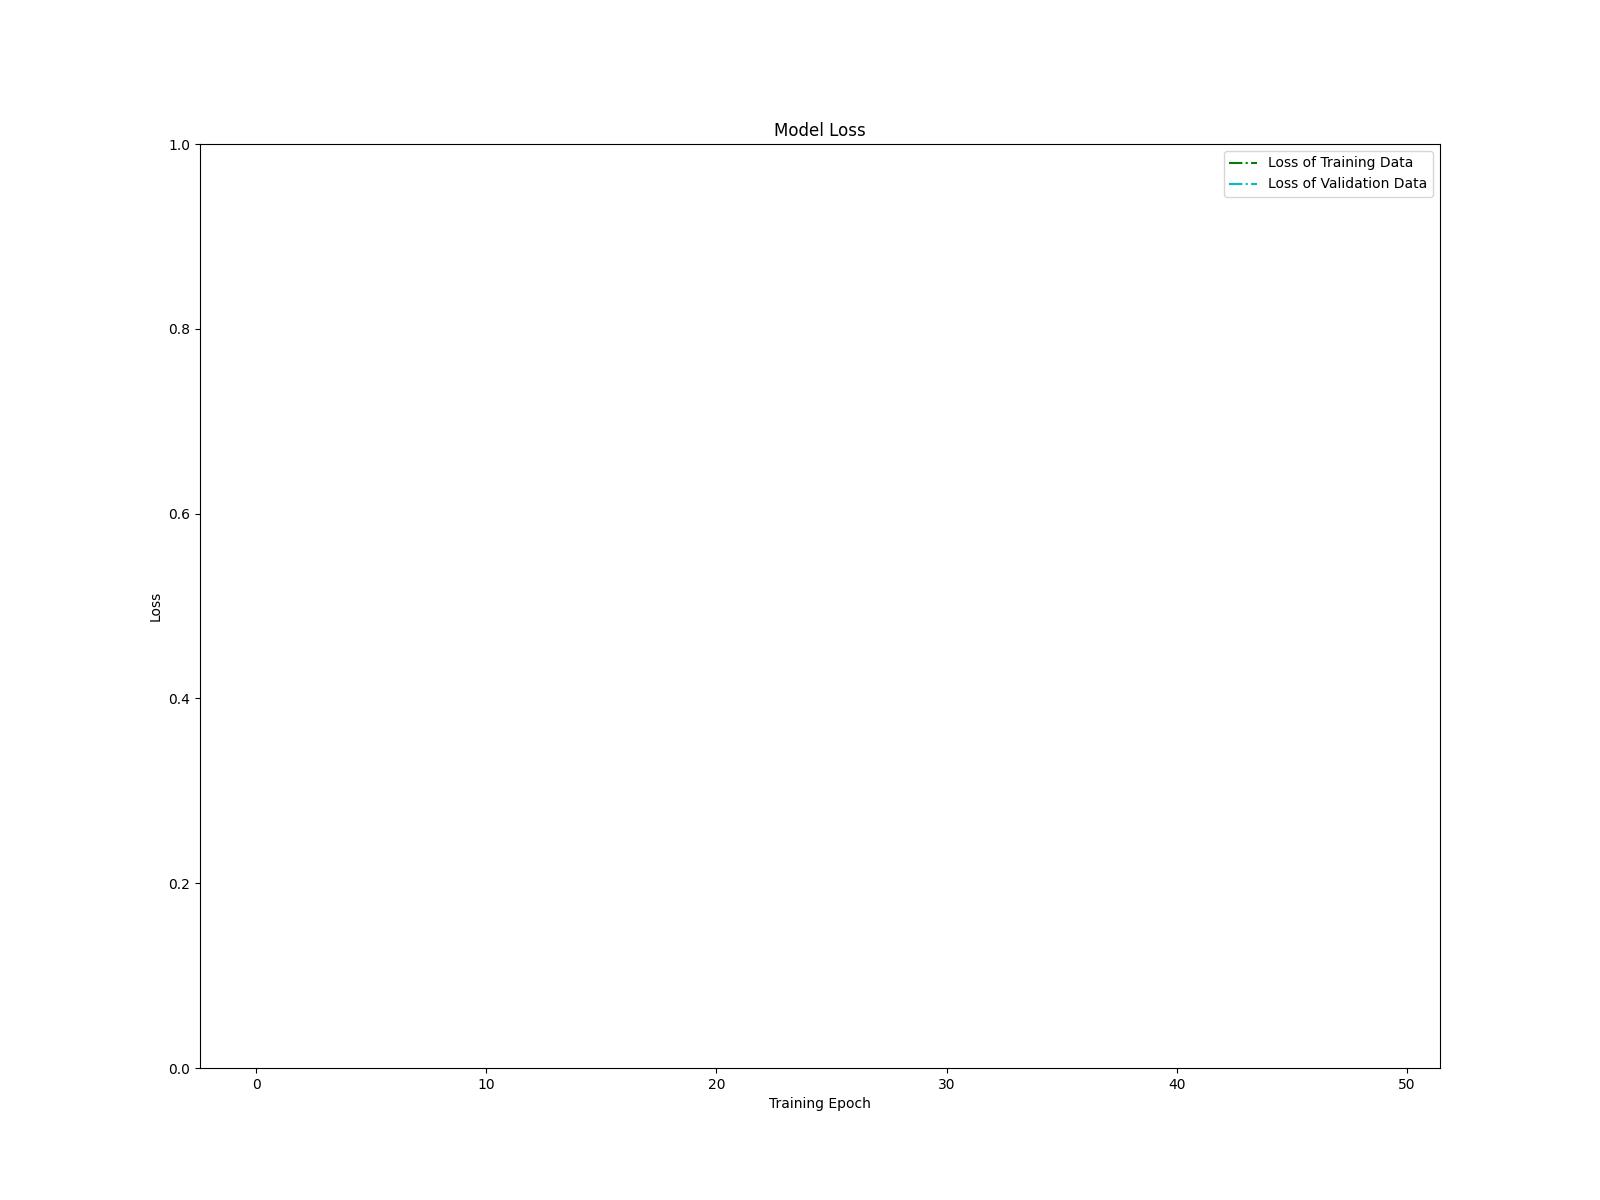 Model Loss
Loss of Training Data
Loss of Validation Data
1.0
0.8
0.6
0.4
0.2
0.0
Loss
0 10 20 30 40 50
Training Epoch